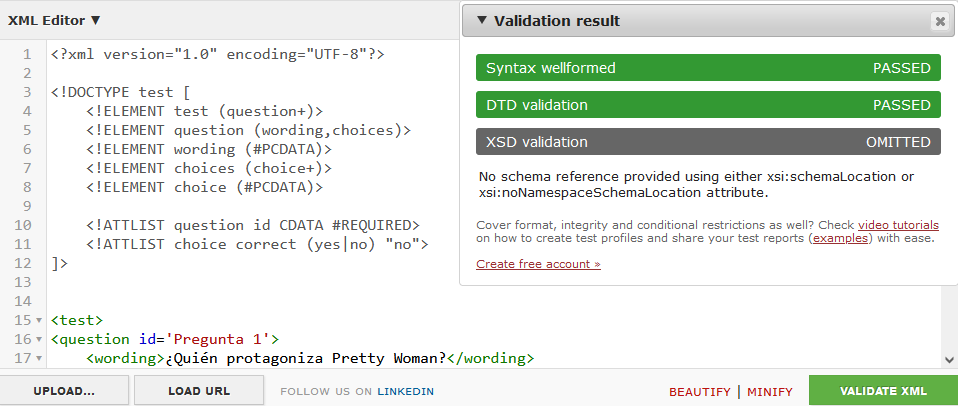 XML Editor ▼
1 <?xml version="1.0" encoding="UTF-8"?>
2
3 <!DOCTYPE test [
4 <!ELEMENT test (question+)>
5 <!ELEMENT question (wording,choices)>
6 <!ELEMENT wording (#PCDATA)>
7 <!ELEMENT choices (choice+)>
8 <!ELEMENT choice (#PCDATA)>
9
10 <!ATTLIST question id CDATA #REQUIRED>
11 <!ATTLIST choice correct (yes|no) "no">
12 ]>
13
14
15 <test>
16 <question id='Pregunta 1'>
17 <wording>¿Quién protagoniza Pretty Woman?</wording>
▼ Validation result
Syntax wellformed PASSED
DTD validation PASSED
XSD validation OMITTED
No schema reference provided using either xsi:schemaLocation or
xsi:noNamespaceSchemaLocation attribute.
Cover format, integrity and conditional restrictions as well? Check video tutorials
on how to create test profiles and share your test reports (examples) with ease.
Create free account »
UPLOAD... LOAD URL FOLLOW US ON LINKEDIN BEAUTIFY | MINIFY VALIDATE XML